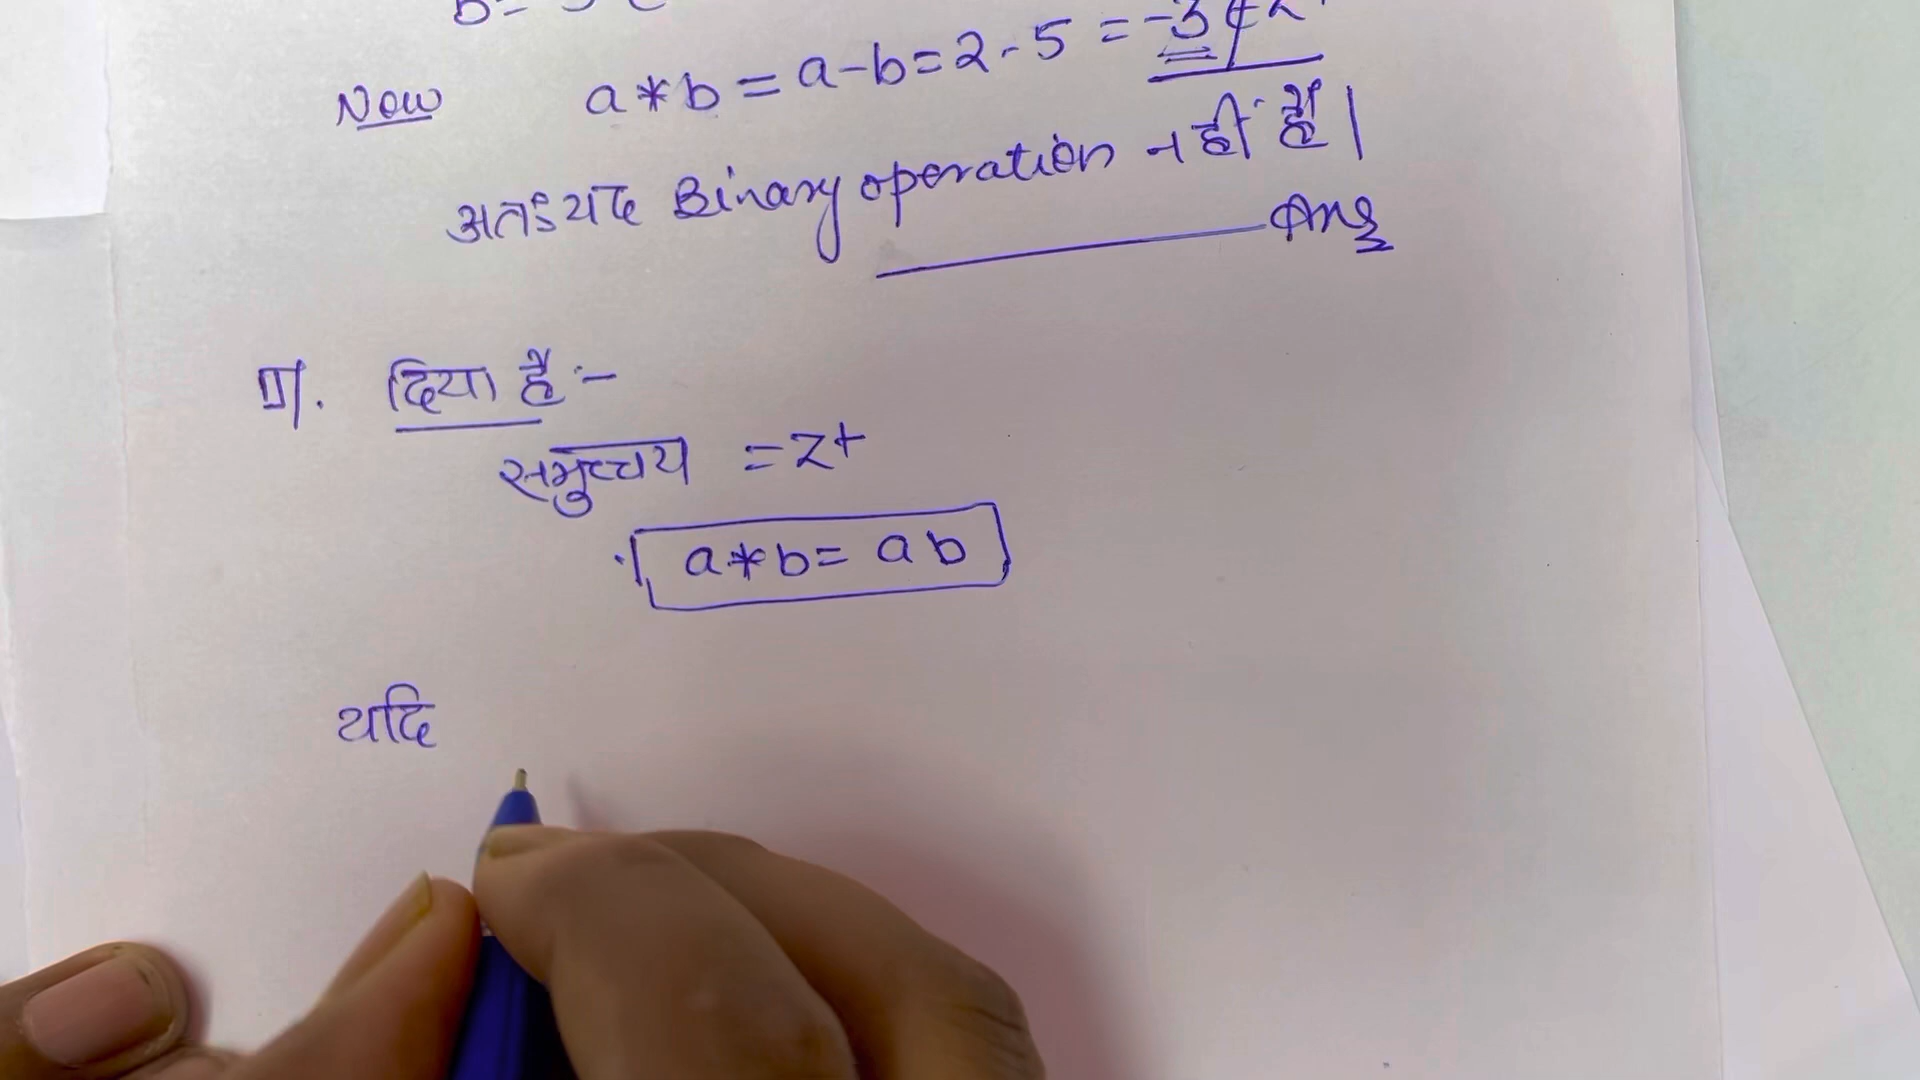 Now a*b = a-b = 2-5 = -3 ∉ Z+
अतः यह Binary operation नहीं हैं।
Ans
II. दिया है :-
समुच्चय = Z+
a*b = ab
यदि